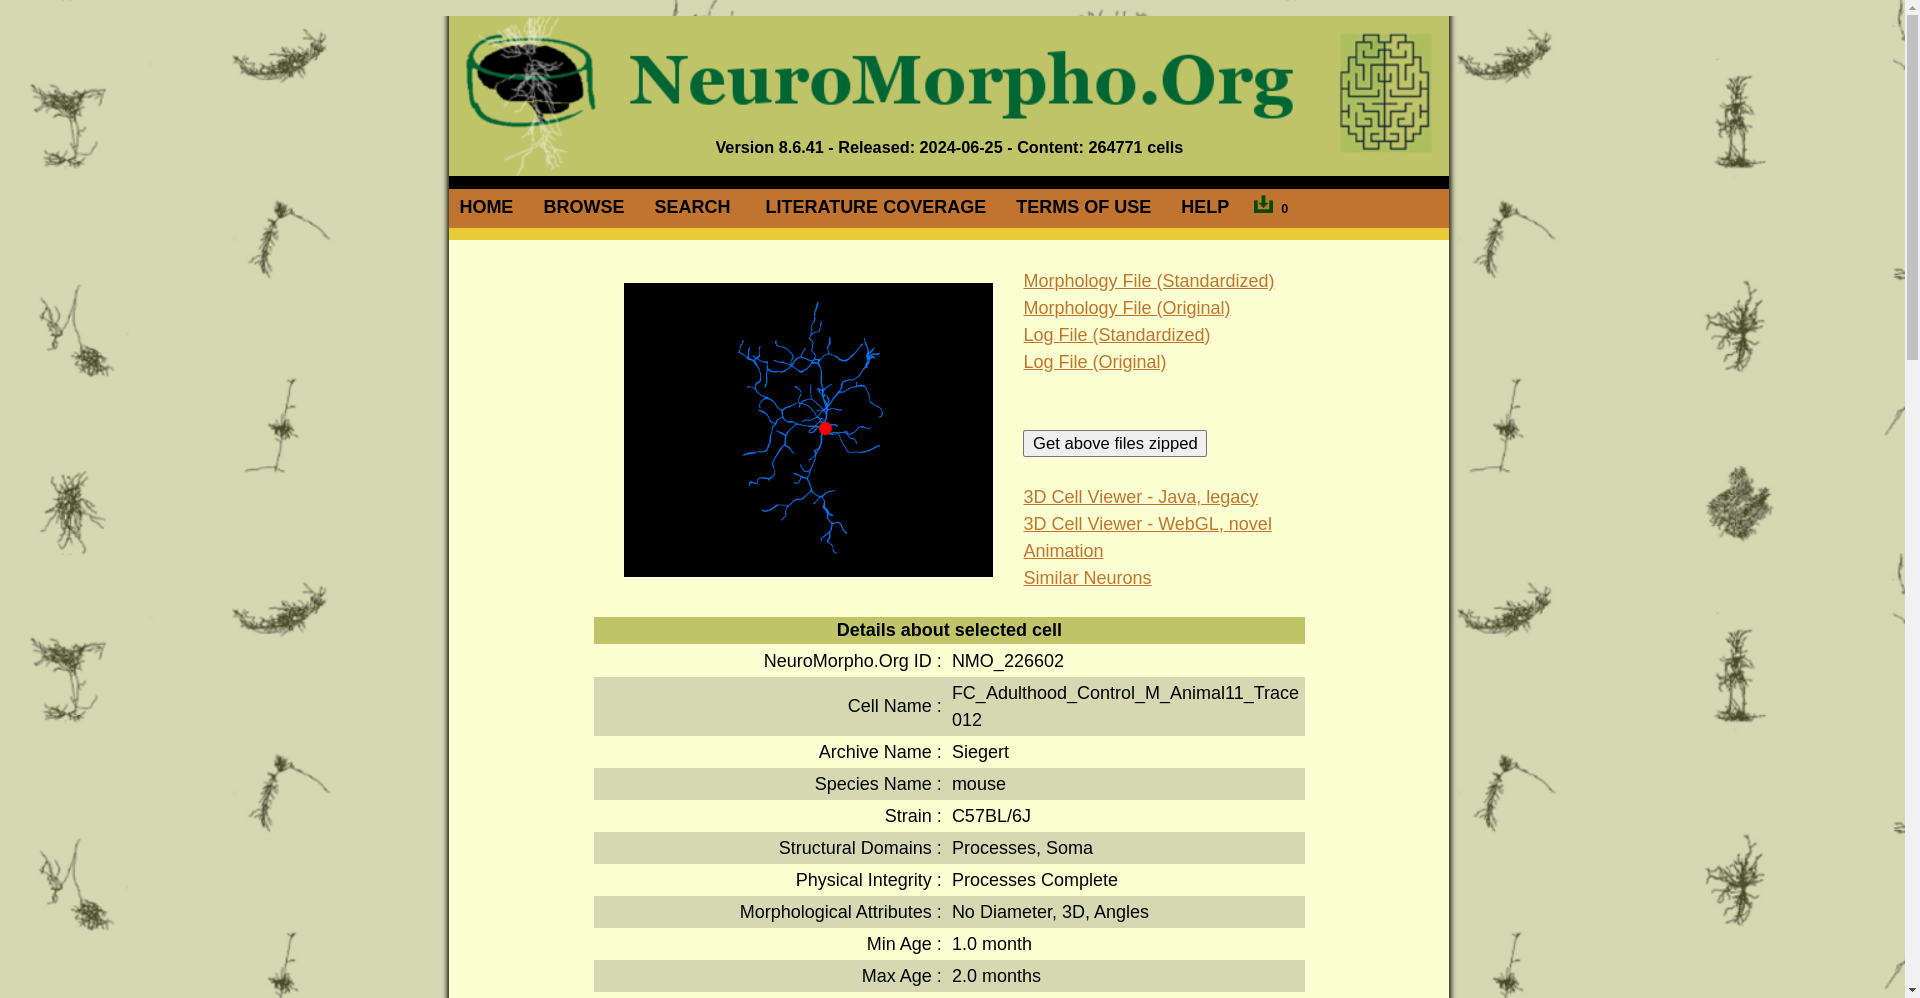 NeuroMorpho.Org
Version 8.6.41 - Released: 2024-06-25 - Content: 264771 cells
HOME BROWSE SEARCH LITERATURE COVERAGE TERMS OF USE HELP 0
Morphology File (Standardized)
Morphology File (Original)
Log File (Standardized)
Log File (Original)
Get above files zipped
3D Cell Viewer - Java, legacy
3D Cell Viewer - WebGL, novel
Animation
Similar Neurons
Details about selected cell
NeuroMorpho.Org ID : NMO_226602
Cell Name : FC_Adulthood_Control_M_Animal11_Trace
012
Archive Name : Siegert
Species Name : mouse
Strain : C57BL/6J
Structural Domains : Processes, Soma
Physical Integrity : Processes Complete
Morphological Attributes : No Diameter, 3D, Angles
Min Age : 1.0 month
Max Age : 2.0 months